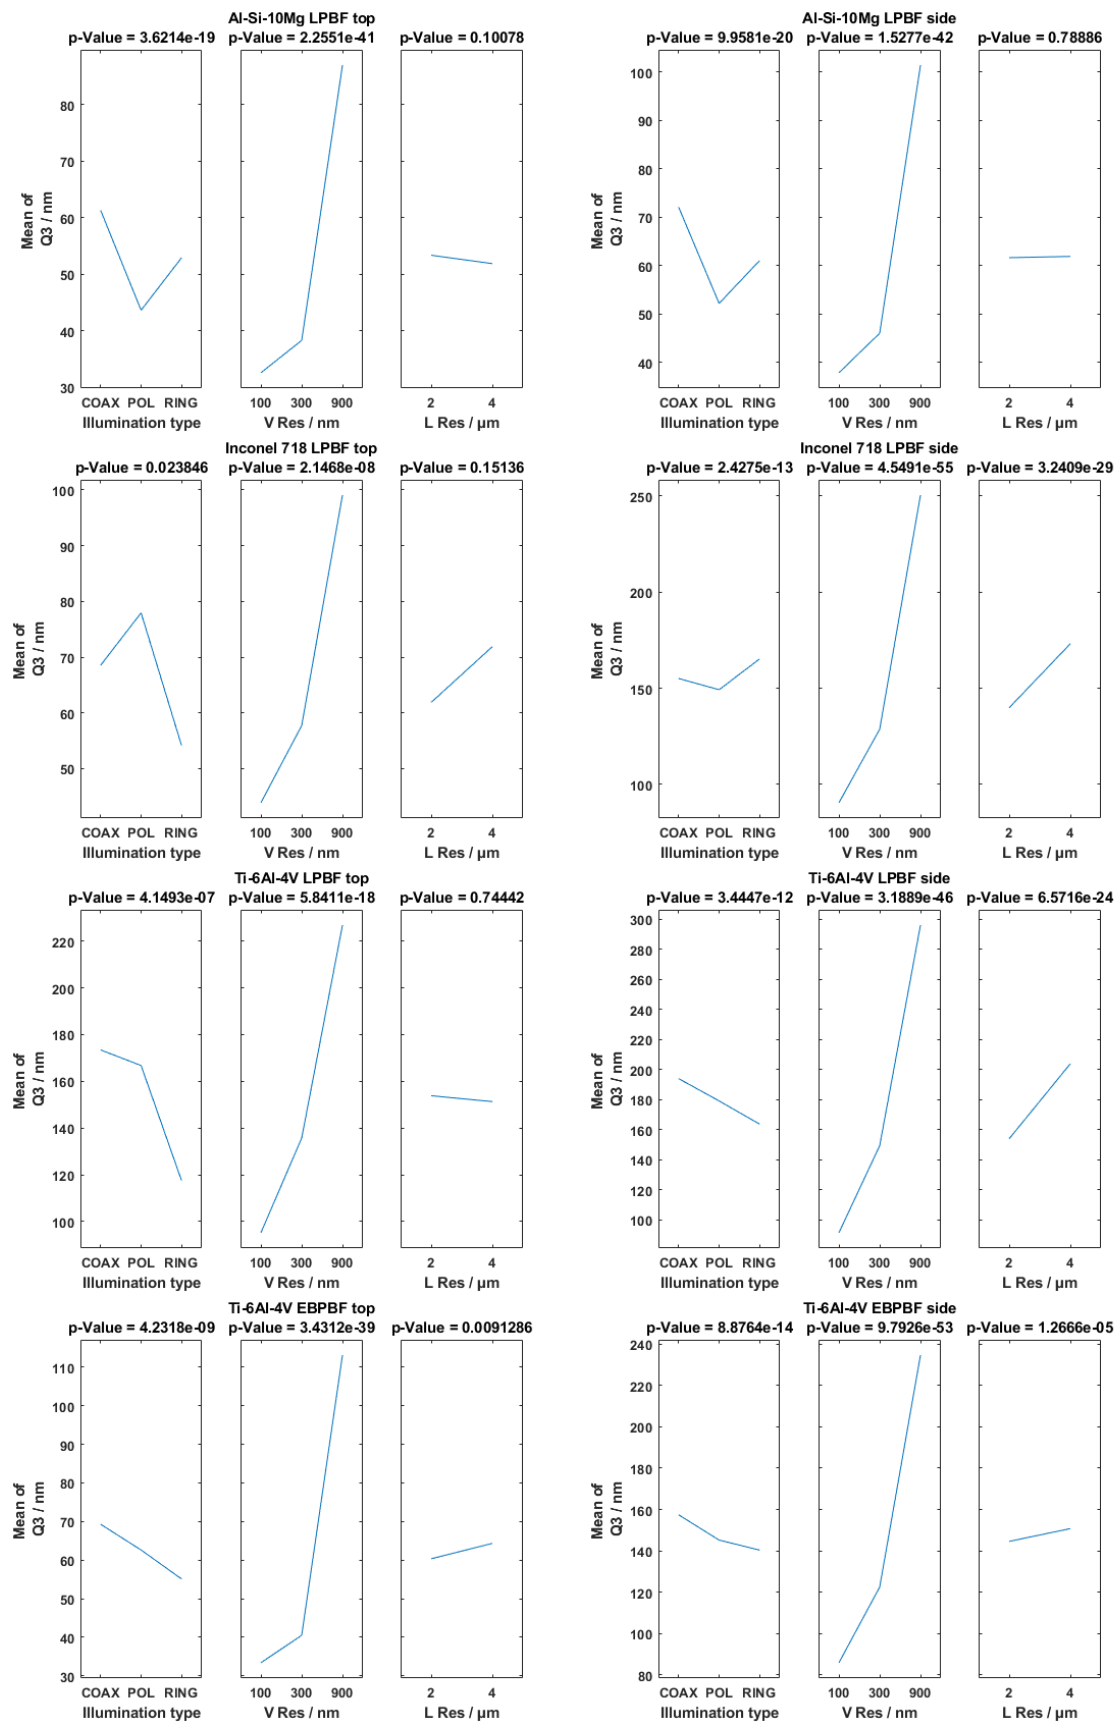 Al-Si-10Mg LPBF top
p-Value = 3.6214e-19 p-Value = 2.2551e-41 p-Value = 0.10078
Mean of
Q3 / nm
80
70
60
50
40
30
COAX POL RING
Illumination type
100 300 900
V Res / nm
2 4
L Res / µm
Al-Si-10Mg LPBF side
p-Value = 9.9581e-20 p-Value = 1.5277e-42 p-Value = 0.78886
Mean of
Q3 / nm
100
90
80
70
60
50
40
COAX POL RING
Illumination type
100 300 900
V Res / nm
2 4
L Res / µm
Inconel 718 LPBF top
p-Value = 0.023846 p-Value = 2.1468e-08 p-Value = 0.15136
Mean of
Q3 / nm
100
90
80
70
60
50
COAX POL RING
Illumination type
100 300 900
V Res / nm
2 4
L Res / µm
Inconel 718 LPBF side
p-Value = 2.4275e-13 p-Value = 4.5491e-55 p-Value = 3.2409e-29
Mean of
Q3 / nm
250
200
150
100
COAX POL RING
Illumination type
100 300 900
V Res / nm
2 4
L Res / µm
Ti-6Al-4V LPBF top
p-Value = 4.1493e-07 p-Value = 5.8411e-18 p-Value = 0.74442
Mean of
Q3 / nm
220
200
180
160
140
120
100
COAX POL RING
Illumination type
100 300 900
V Res / nm
2 4
L Res / µm
Ti-6Al-4V LPBF side
p-Value = 3.4447e-12 p-Value = 3.1889e-46 p-Value = 6.5716e-24
Mean of
Q3 / nm
300
280
260
240
220
200
180
160
140
120
100
COAX POL RING
Illumination type
100 300 900
V Res / nm
2 4
L Res / µm
Ti-6Al-4V EBPBF top
p-Value = 4.2318e-09 p-Value = 3.4312e-39 p-Value = 0.0091286
Mean of
Q3 / nm
110
100
90
80
70
60
50
40
30
COAX POL RING
Illumination type
100 300 900
V Res / nm
2 4
L Res / µm
Ti-6Al-4V EBPBF side
p-Value = 8.8764e-14 p-Value = 9.7926e-53 p-Value = 1.2666e-05
Mean of
Q3 / nm
240
220
200
180
160
140
120
100
80
COAX POL RING
Illumination type
100 300 900
V Res / nm
2 4
L Res / µm